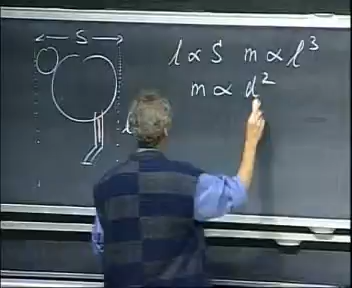 S
l ∝ S m ∝ l³
m ∝ d²
l